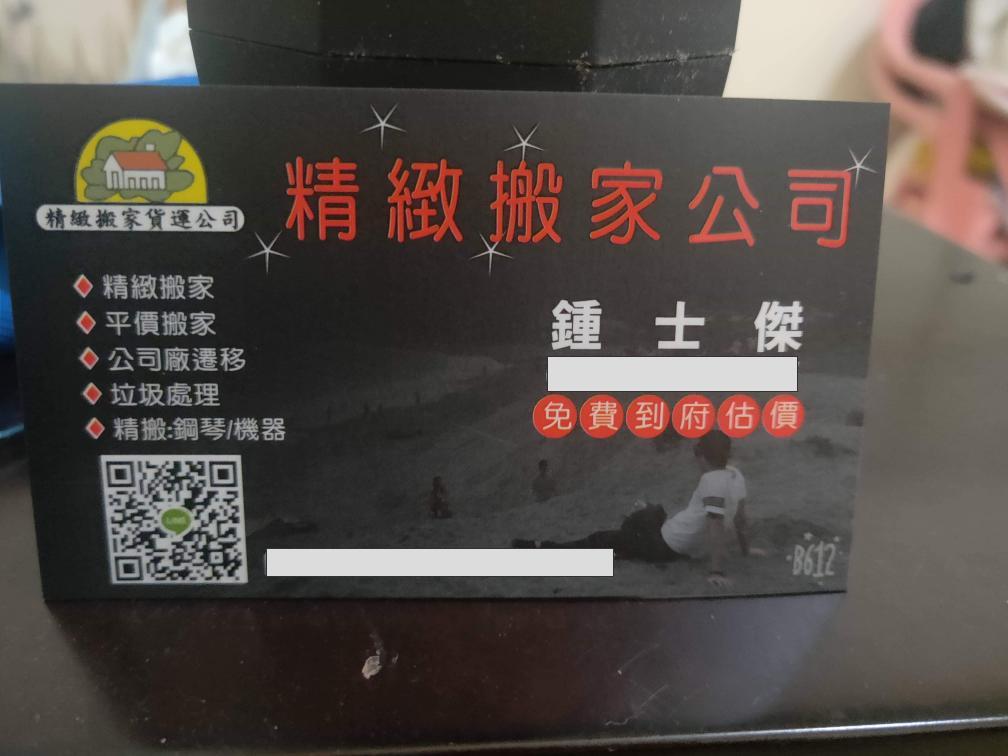 精緻搬家貨運公司
精緻搬家公司
精緻搬家
平價搬家
公司廠遷移
垃圾處理
精搬:鋼琴/機器
鍾士傑
免費到府估價
LINE
B612